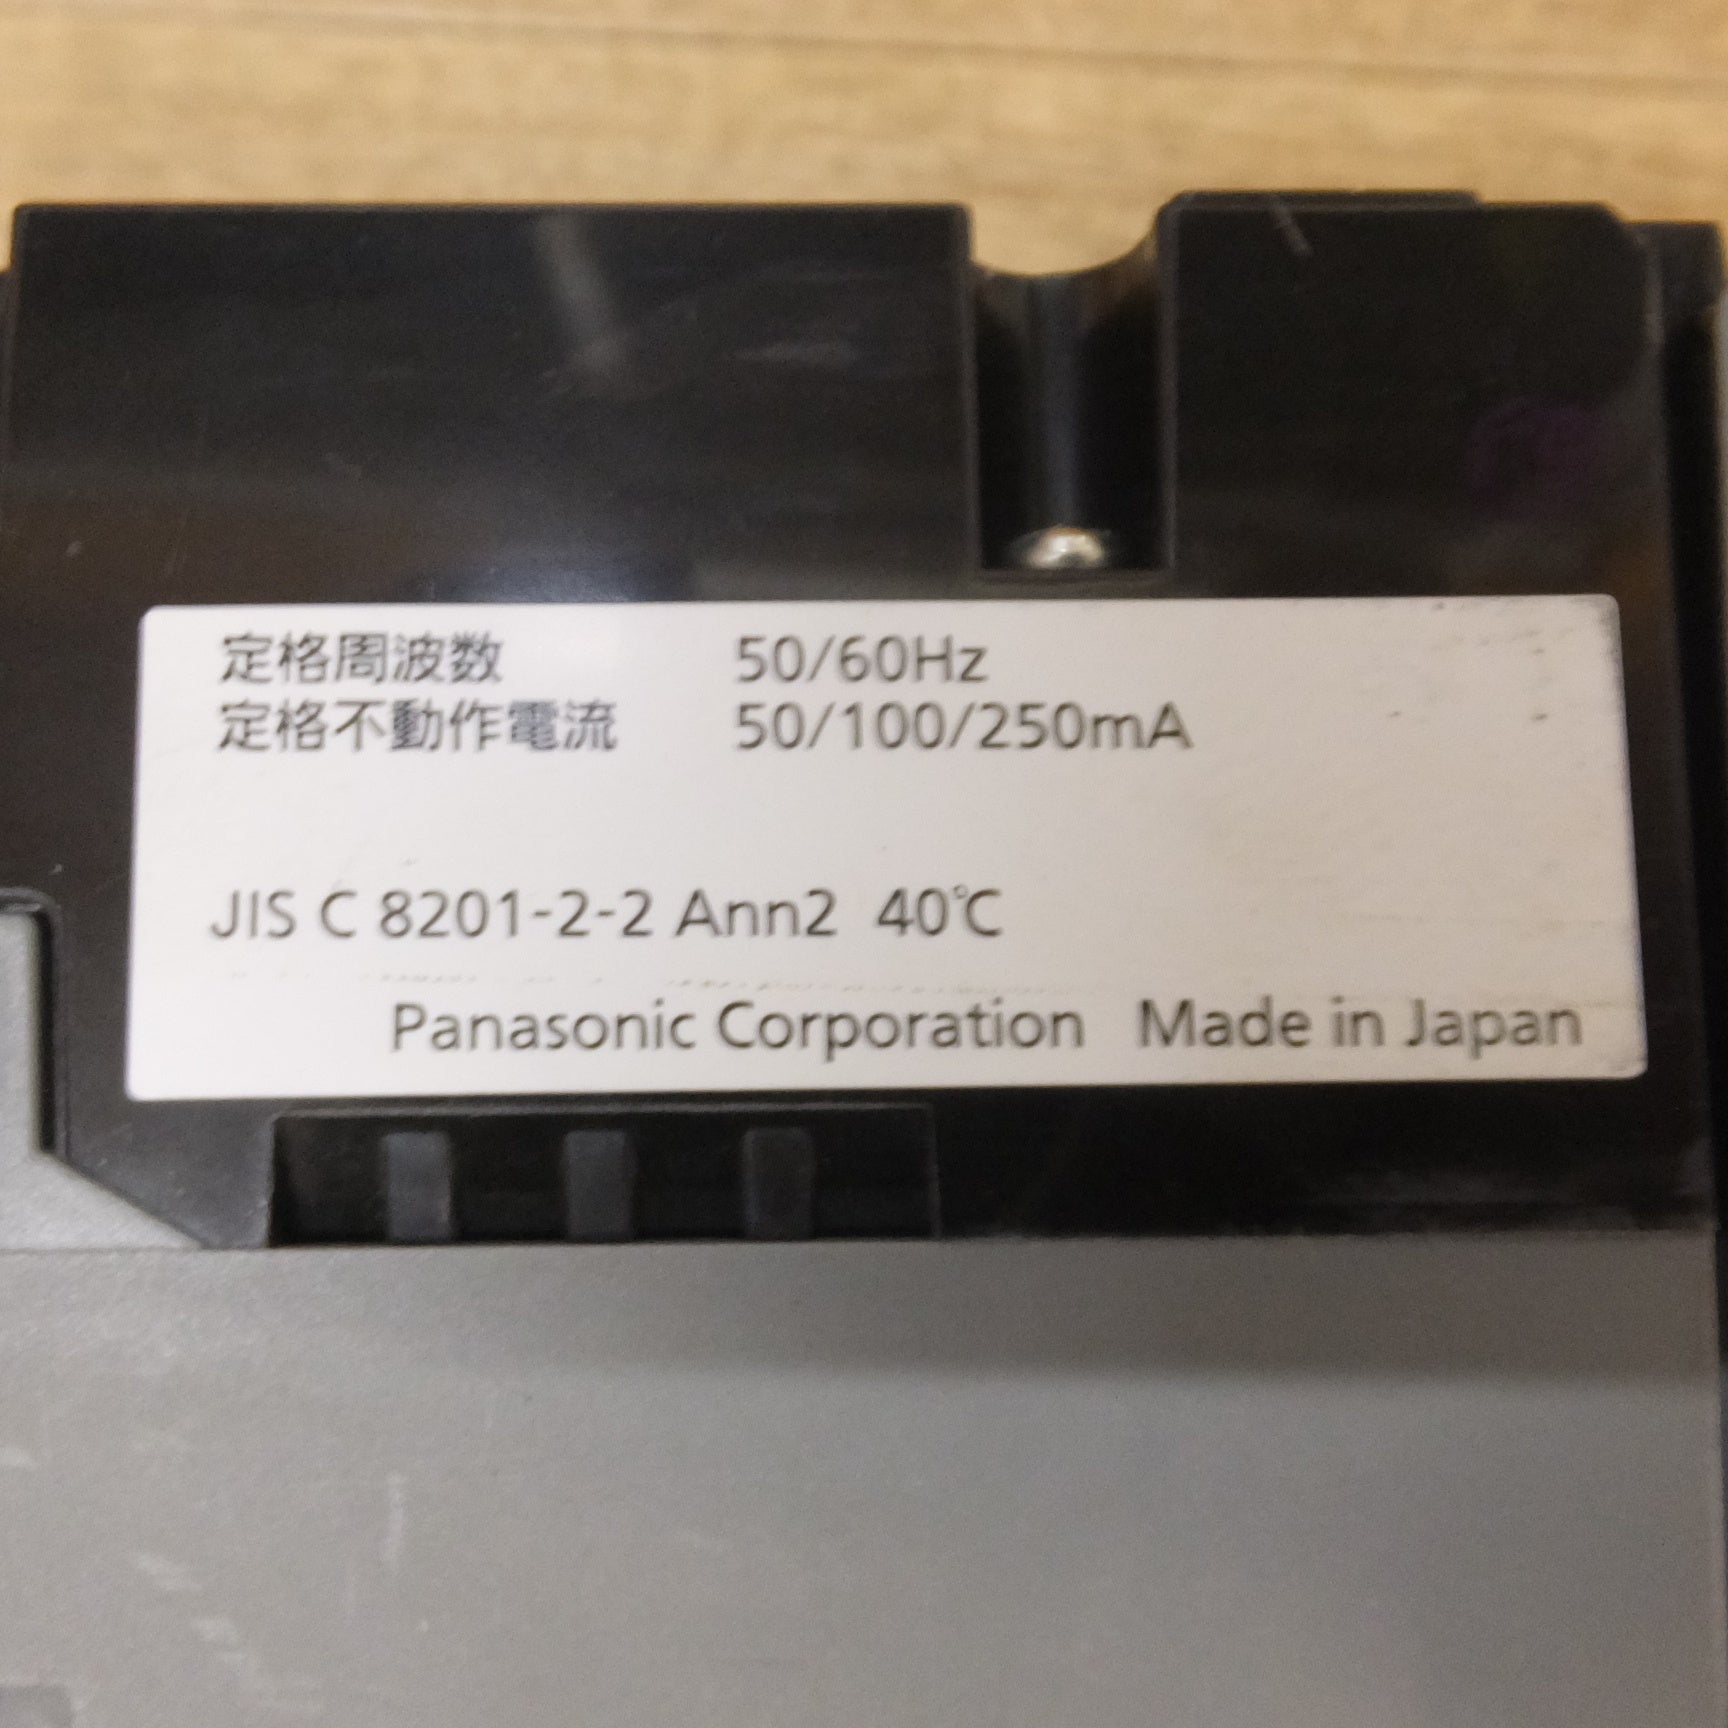 定格周波数 50/60Hz
定格不動作電流 50/100/250mA
JIS C 8201-2-2 Ann2 40℃
Panasonic Corporation Made in Japan